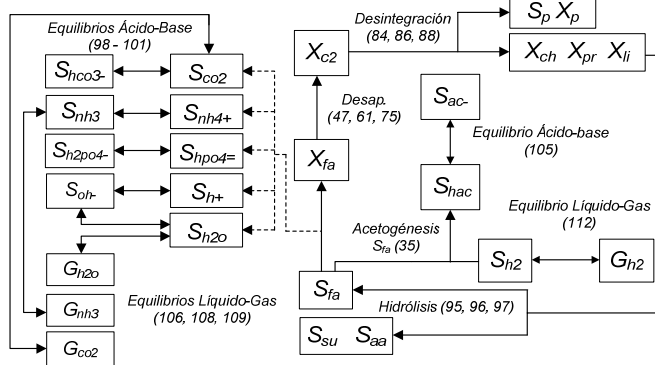 Equilibrios Ácido-Base
(98 - 101)
Shco3-
Sco2
Snh3
Snh4+
Sh2po4-
Shpo4=
Soh-
Sh+
Sh2o
Gh2o
Gnh3
Gco2
Equilibrios Líquido-Gas
(106, 108, 109)
Desintegración
(84, 86, 88)
Sp Xp
Xc2
Xch Xpr Xli
Desap.
(47, 61, 75)
Xfa
Sac-
Equilibrio Ácido-base
(105)
Shac
Acetogénesis
Sfa (35)
Equilibrio Líquido-Gas
(112)
Sh2
Gh2
Sfa
Hidrólisis (95, 96, 97)
Ssu Saa